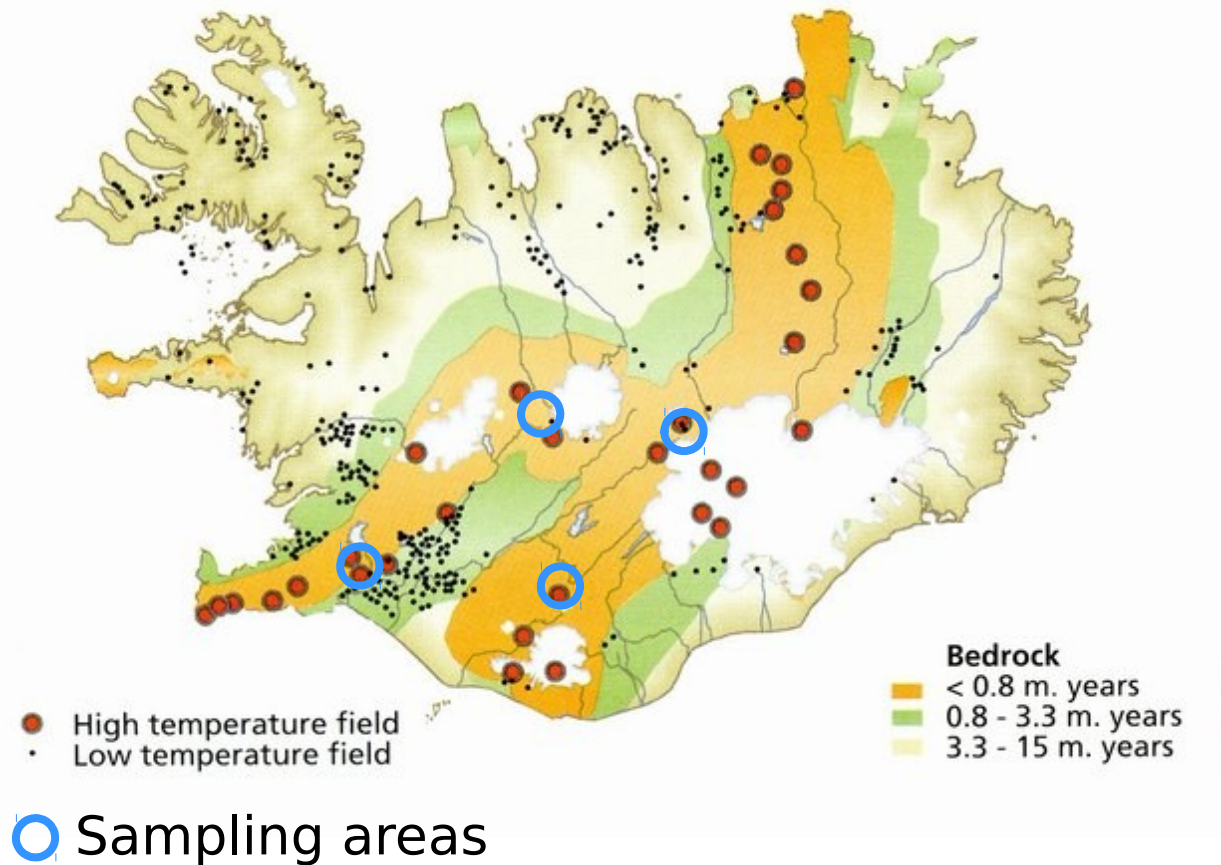 Bedrock
< 0.8 m. years
0.8 - 3.3 m. years
3.3 - 15 m. years
High temperature field
Low temperature field
Sampling areas